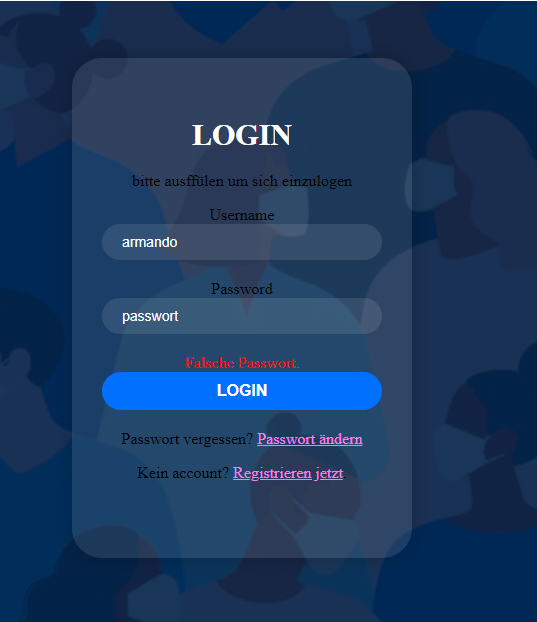 LOGIN
bitte ausffülen um sich einzulogen
Username
armando
Password
passwort
Falsche Passwort.
LOGIN
Passwort vergessen? Passwort ändern
Kein account? Registrieren jetzt